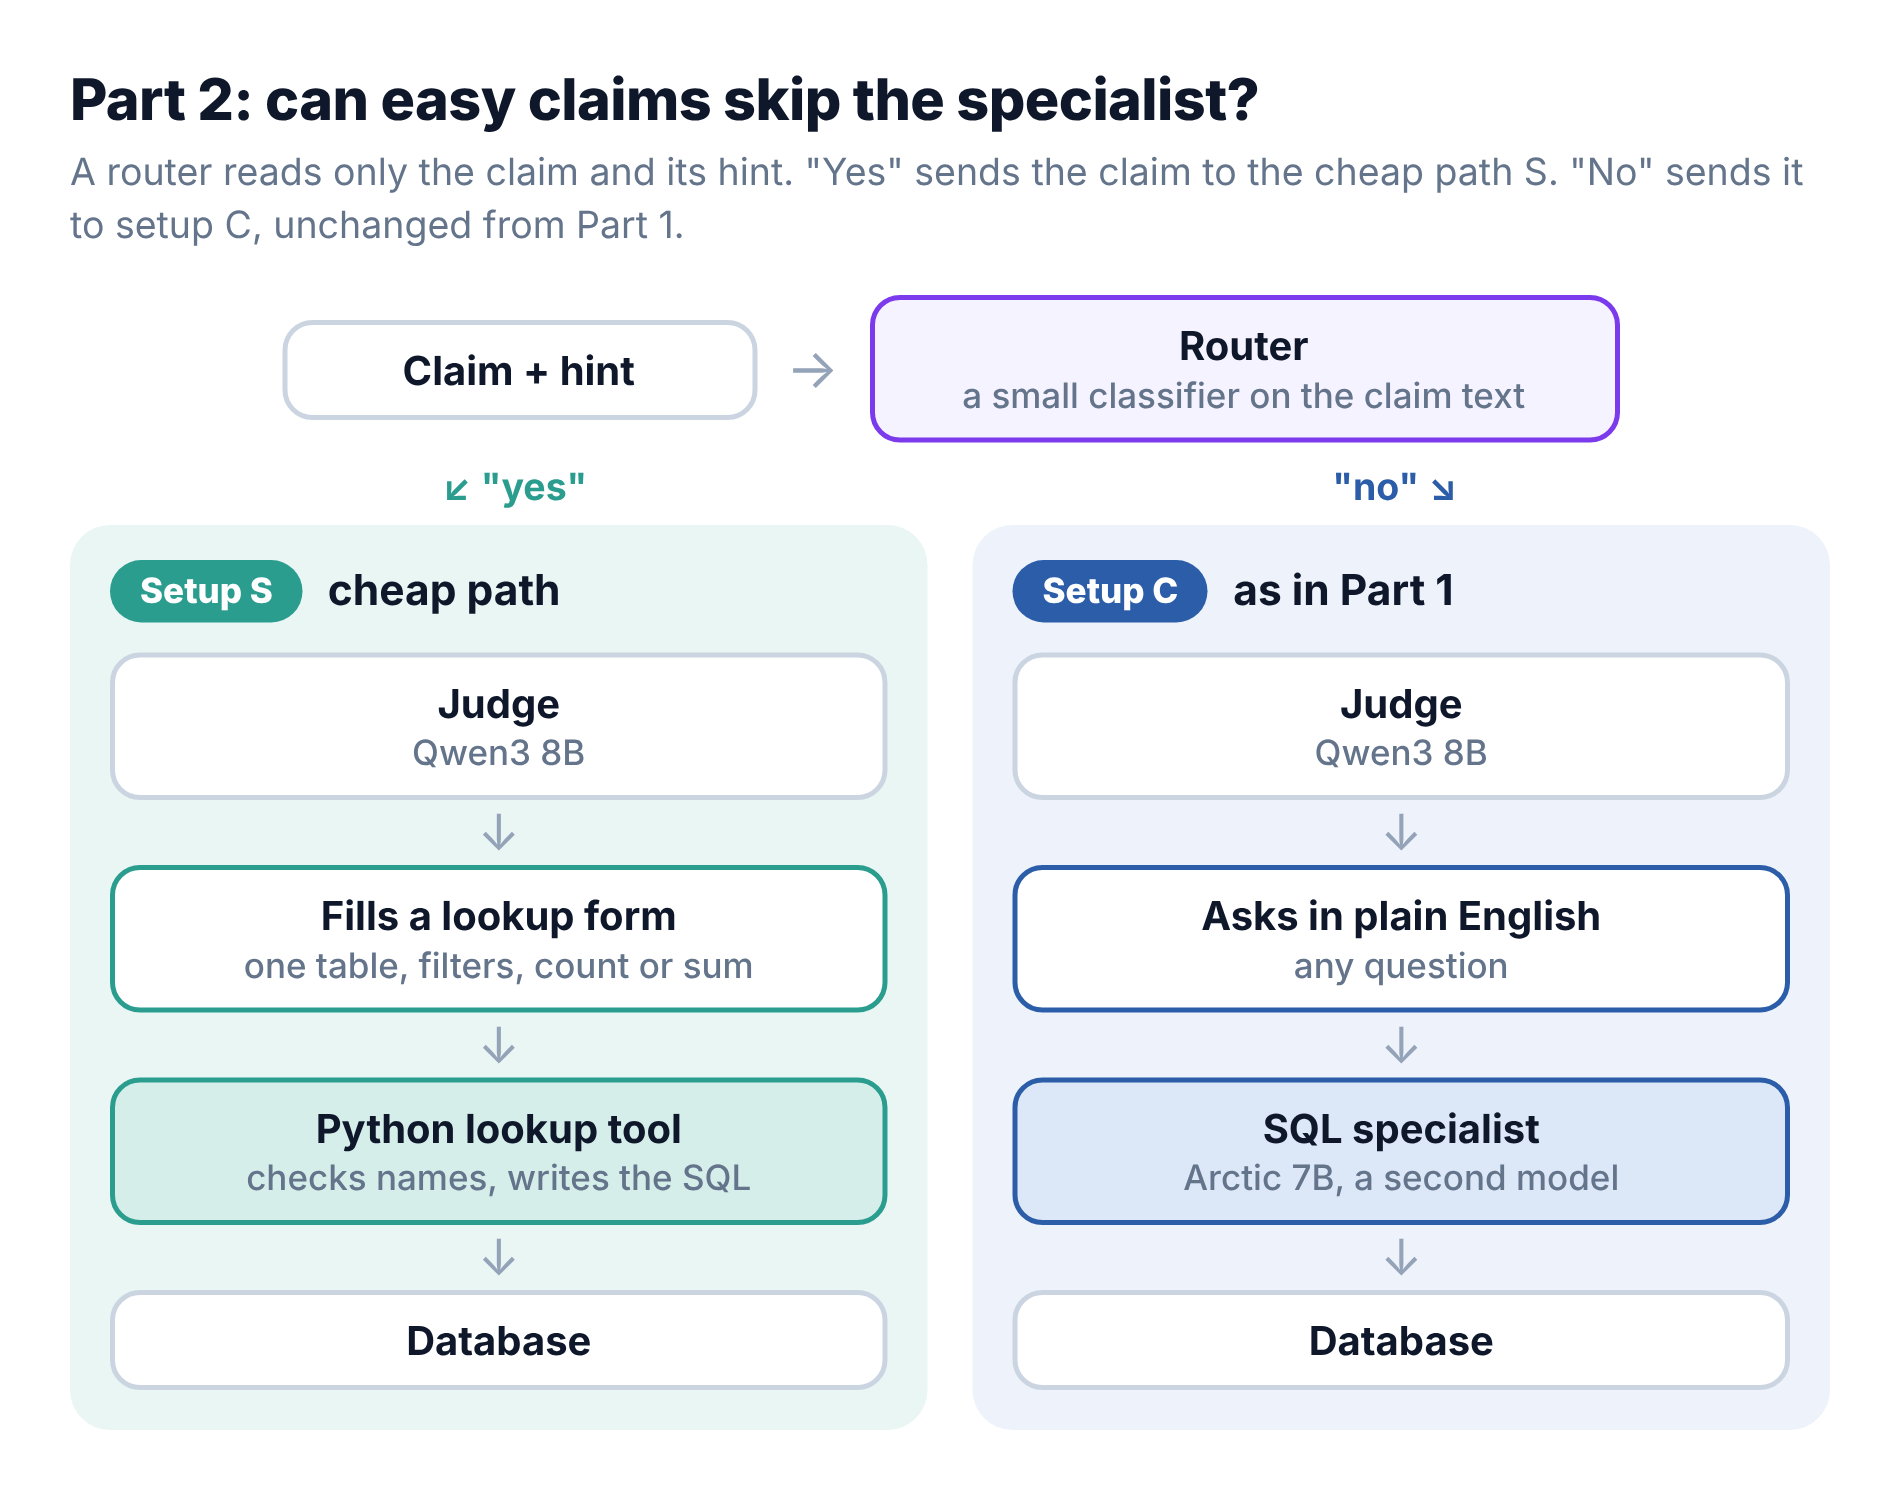 Part 2: can easy claims skip the specialist?
A router reads only the claim and its hint. "Yes" sends the claim to the cheap path S. "No" sends it
to setup C, unchanged from Part 1.
Claim + hint
Router
a small classifier on the claim text
"yes"
"no"
Setup S cheap path
Judge
Qwen3 8B
Fills a lookup form
one table, filters, count or sum
Python lookup tool
checks names, writes the SQL
Database
Setup C as in Part 1
Judge
Qwen3 8B
Asks in plain English
any question
SQL specialist
Arctic 7B, a second model
Database